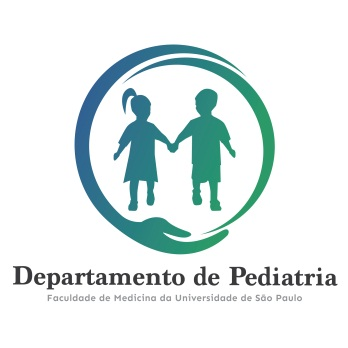 Departamento de Pediatria
Faculdade de Medicina da Universidade de São Paulo